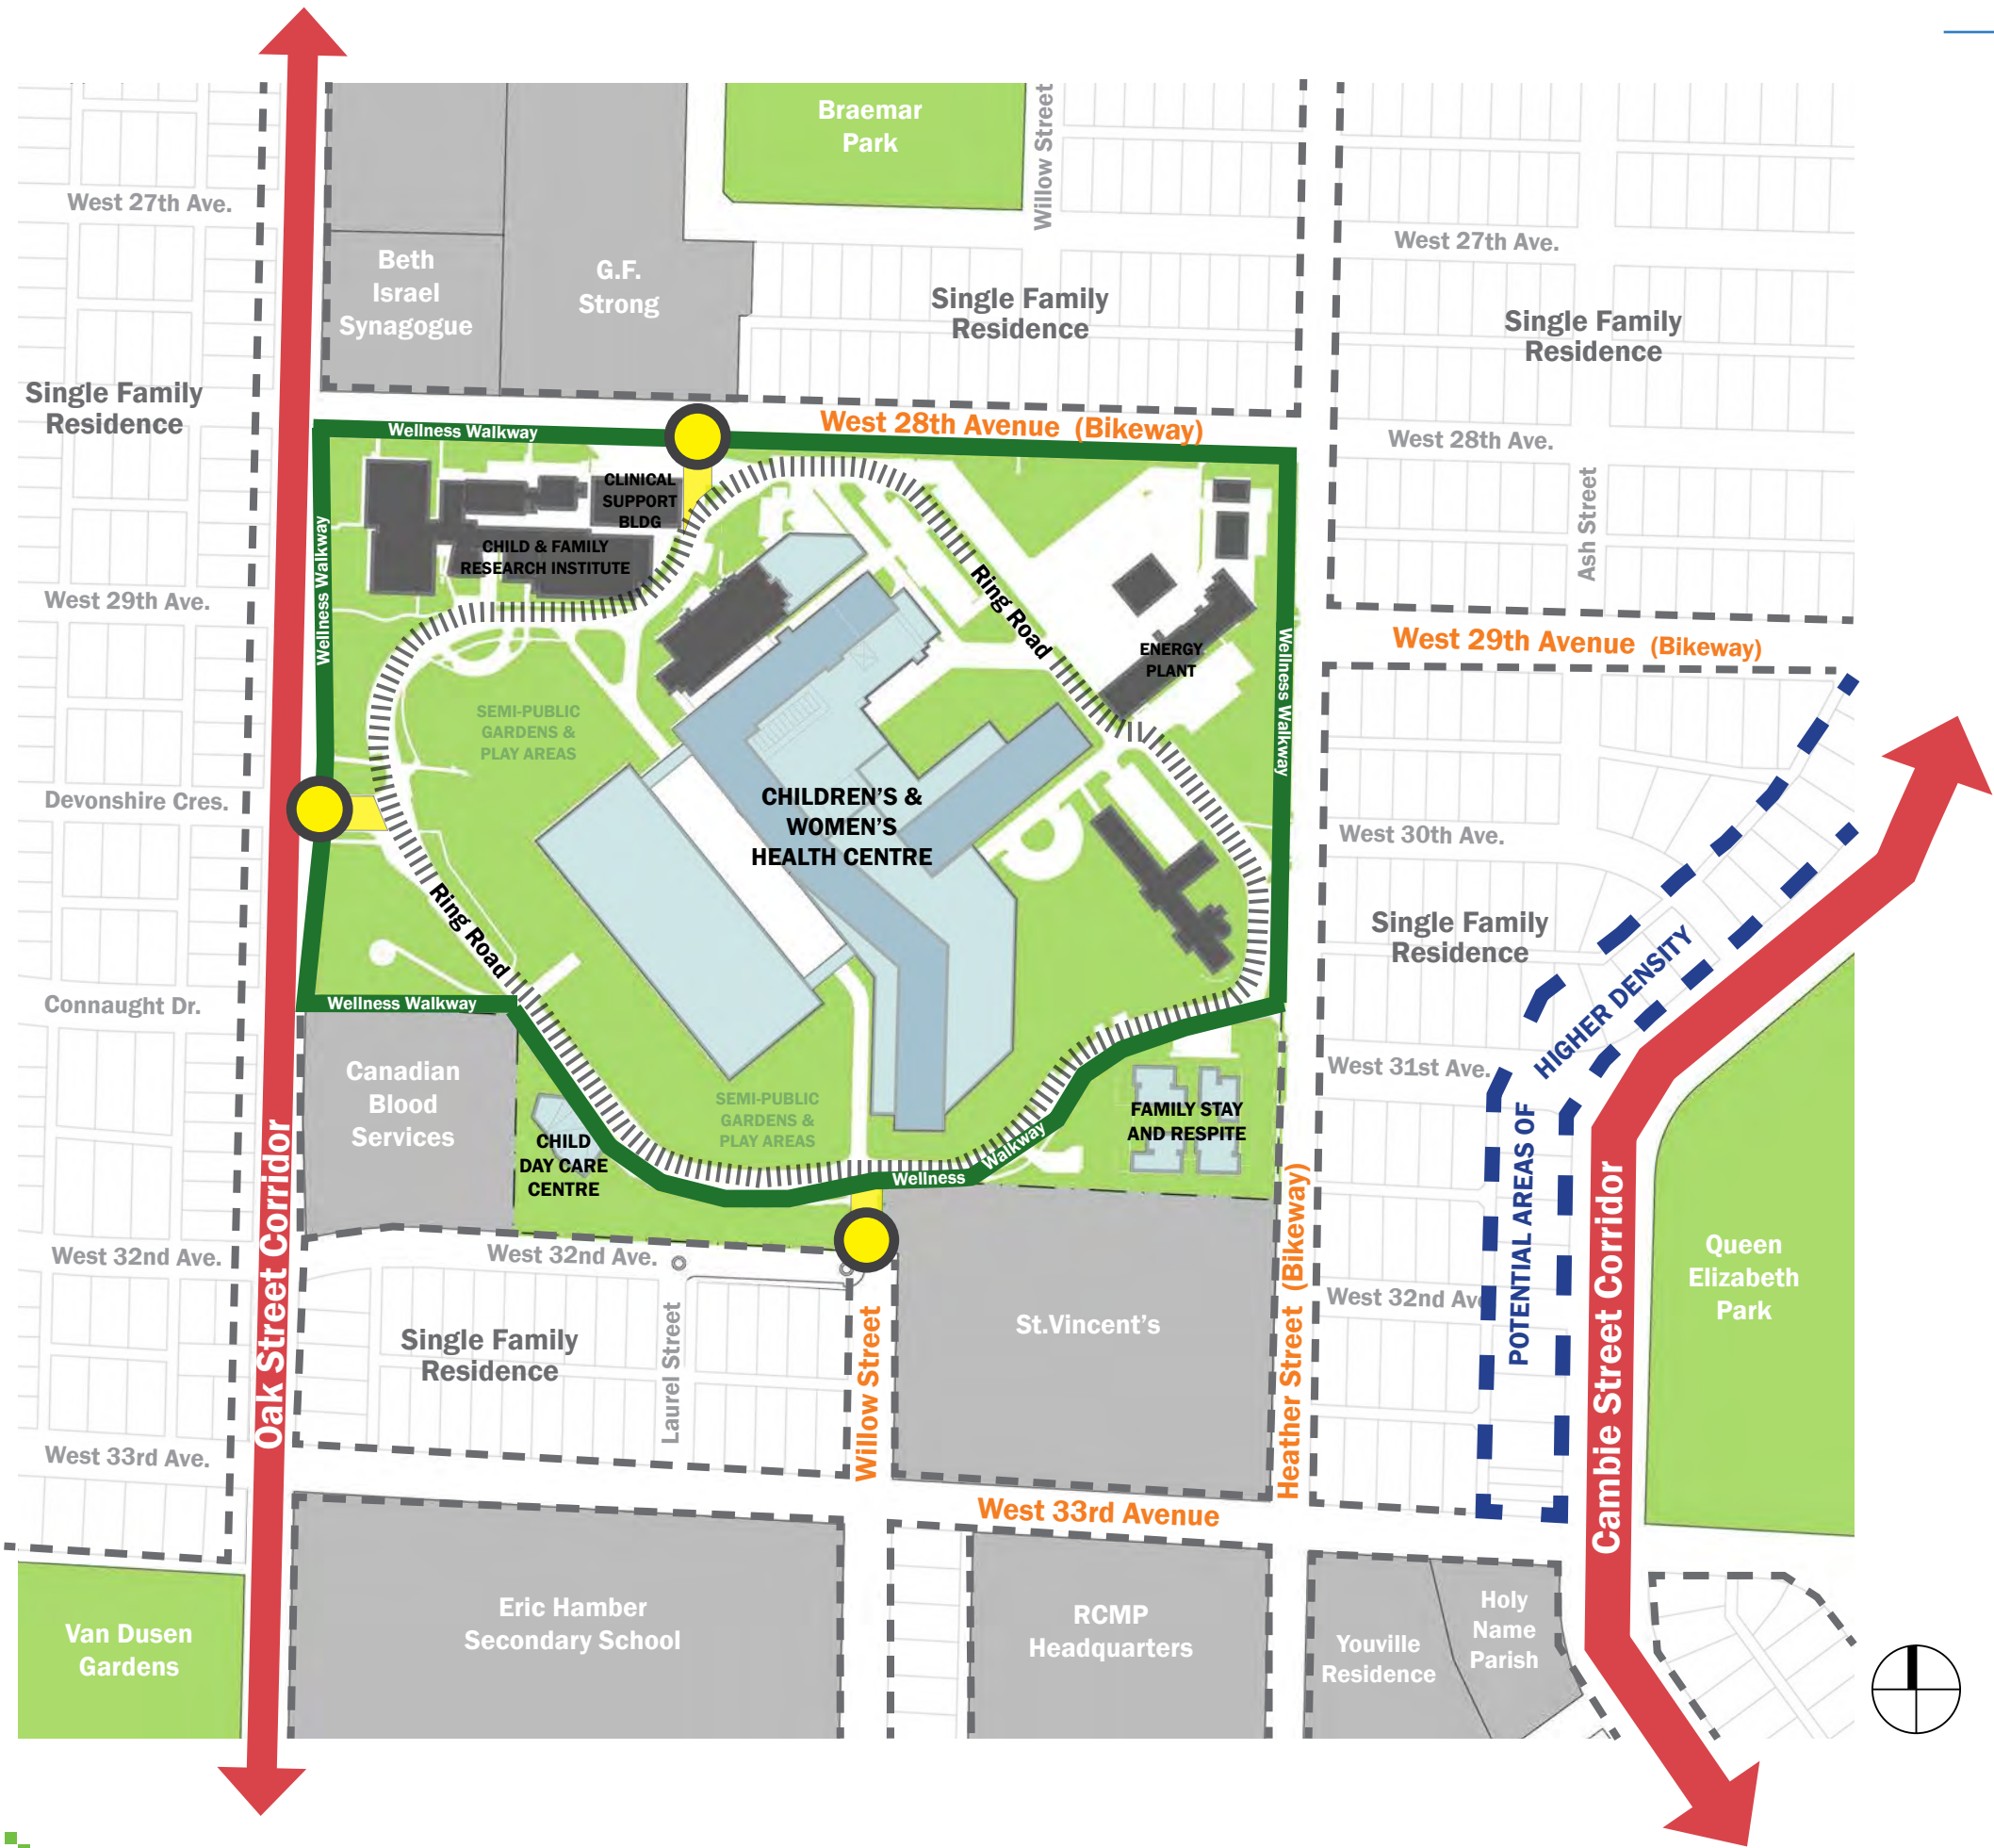 Braemar
Park
Willow Street
West 27th Ave.
West 27th Ave.
Beth
Israel
Synagogue
G.F.
Strong
Single Family
Residence
Single Family
Residence
Single Family
Residence
West 28th Avenue (Bikeway)
Wellness Walkway
West 28th Ave.
Ash Street
CLINICAL
SUPPORT
BLDG
CHILD & FAMILY
RESEARCH INSTITUTE
Wellness Walkway
Ring Road
West 29th Ave.
ENERGY
PLANT
Wellness Walkway
West 29th Avenue (Bikeway)
SEMI-PUBLIC
GARDENS &
PLAY AREAS
Devonshire Cres.
CHILDREN'S &
WOMEN'S
HEALTH CENTRE
West 30th Ave.
Ring Road
Single Family
Residence
HIGHER DENSITY
Connaught Dr.
Wellness Walkway
Canadian
Blood
Services
SEMI-PUBLIC
GARDENS &
PLAY AREAS
FAMILY STAY
AND RESPITE
West 31st Ave.
POTENTIAL AREAS OF
CHILD
DAY CARE
CENTRE
Wellness
Walkway
Oak Street Corridor
West 32nd Ave.
West 32nd Ave.
Heather Street (Bikeway)
West 32nd Av
Cambie Street Corridor
Queen
Elizabeth
Park
Single Family
Residence
Laurel Street
Willow Street
St.Vincent's
West 33rd Ave.
West 33rd Avenue
Van Dusen
Gardens
Eric Hamber
Secondary School
RCMP
Headquarters
Youville
Residence
Holy
Name
Parish